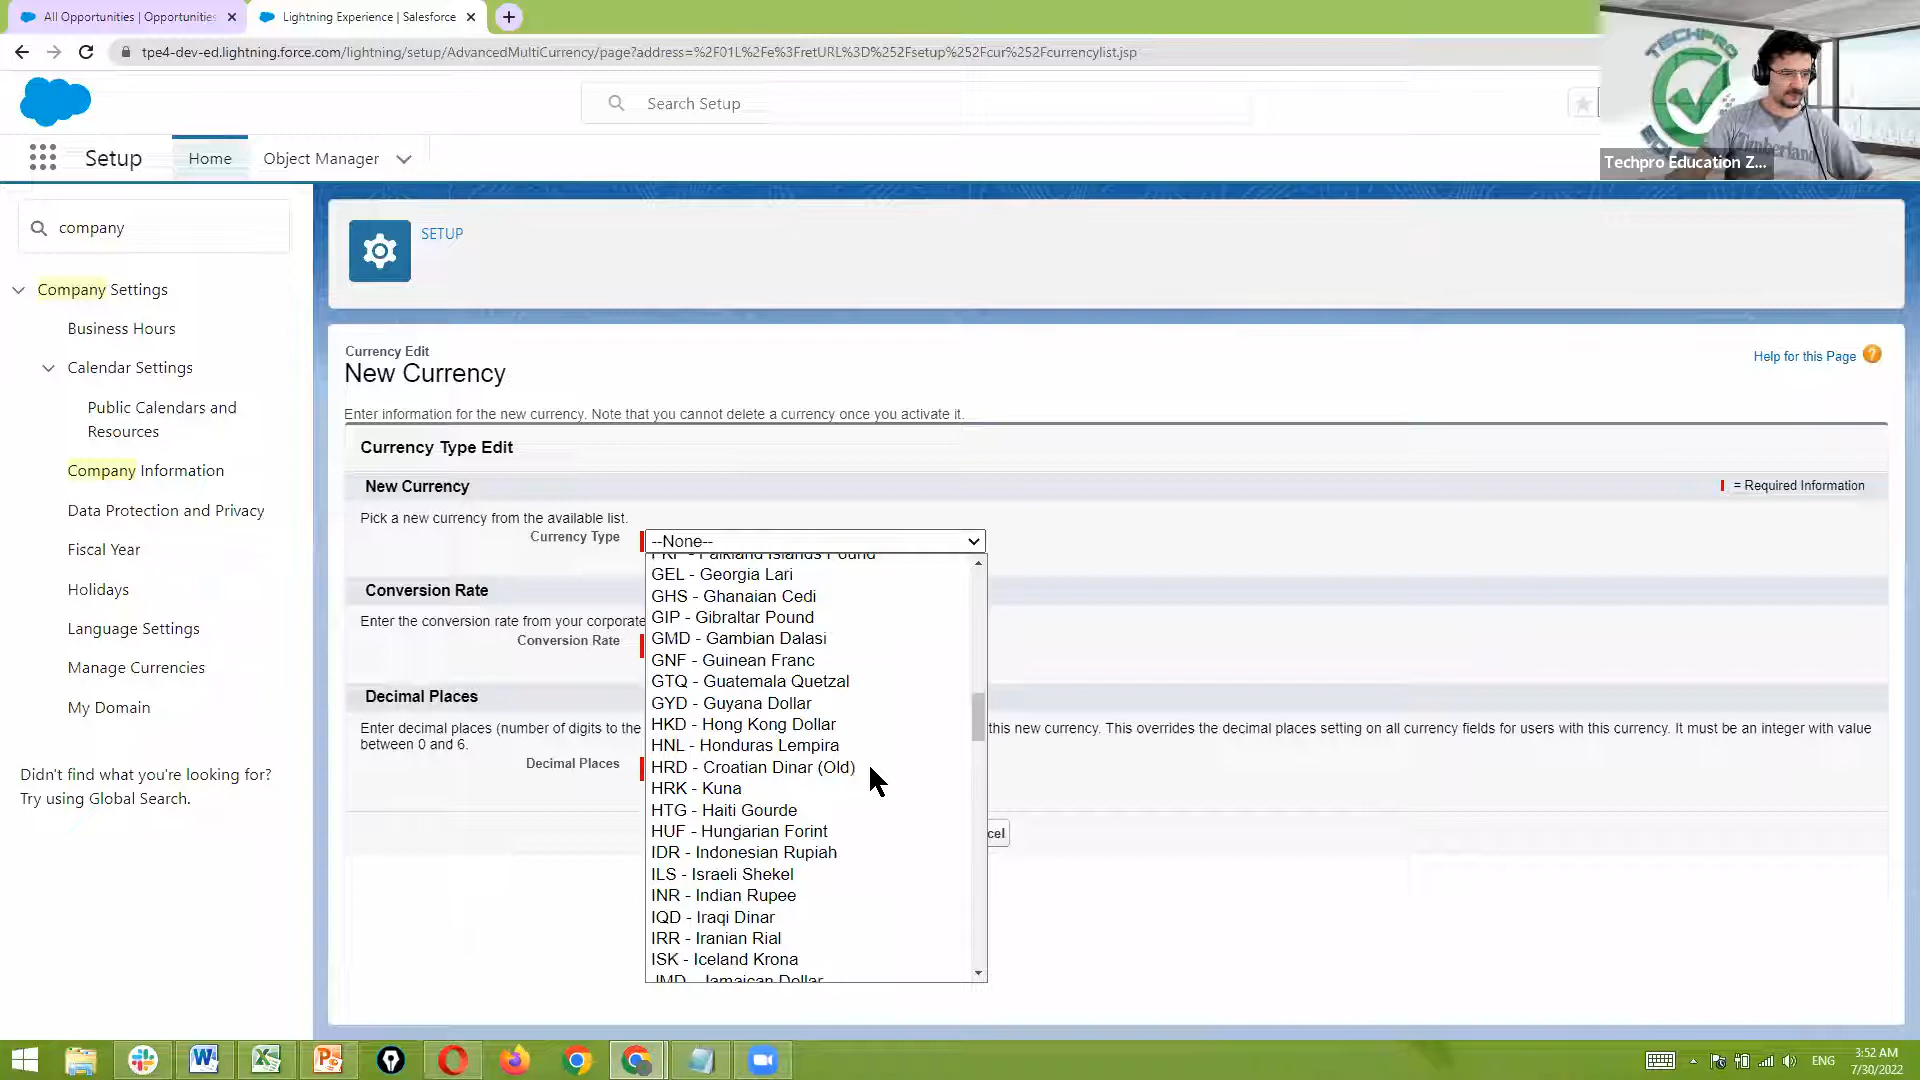 All Opportunities | Opportunities
Lightning Experience | Salesforce
tpe4-dev-ed.lightning.force.com/lightning/setup/AdvancedMultiCurrency/page?address=%2F01L%2Fe%3FretURL%3D%252Fsetup%252Fcur%252Fcurrencylist.jsp
TECHPRO
Timberland
Techpro Education Z...
Search Setup
Setup
Home
Object Manager
company
Company Settings
Business Hours
Calendar Settings
Public Calendars and
Resources
Company Information
Data Protection and Privacy
Fiscal Year
Holidays
Language Settings
Manage Currencies
My Domain
Didn't find what you're looking for?
Try using Global Search.
SETUP
Currency Edit
New Currency
Help for this Page
Enter information for the new currency. Note that you cannot delete a currency once you activate it.
Currency Type Edit
New Currency
= Required Information
Pick a new currency from the available list.
Currency Type
--None--
FKP - Falkland Islands Pound
GEL - Georgia Lari
GHS - Ghanaian Cedi
GIP - Gibraltar Pound
GMD - Gambian Dalasi
GNF - Guinean Franc
GTQ - Guatemala Quetzal
GYD - Guyana Dollar
HKD - Hong Kong Dollar
HNL - Honduras Lempira
HRD - Croatian Dinar (Old)
HRK - Kuna
HTG - Haiti Gourde
HUF - Hungarian Forint
IDR - Indonesian Rupiah
ILS - Israeli Shekel
INR - Indian Rupee
IQD - Iraqi Dinar
IRR - Iranian Rial
ISK - Iceland Krona
JMD - Jamaican Dollar
Conversion Rate
Enter the conversion rate from your corporate
Conversion Rate
Decimal Places
Enter decimal places (number of digits to the
this new currency. This overrides the decimal places setting on all currency fields for users with this currency. It must be an integer with value
between 0 and 6.
Decimal Places
cel
ENG
3:52 AM
7/30/2022